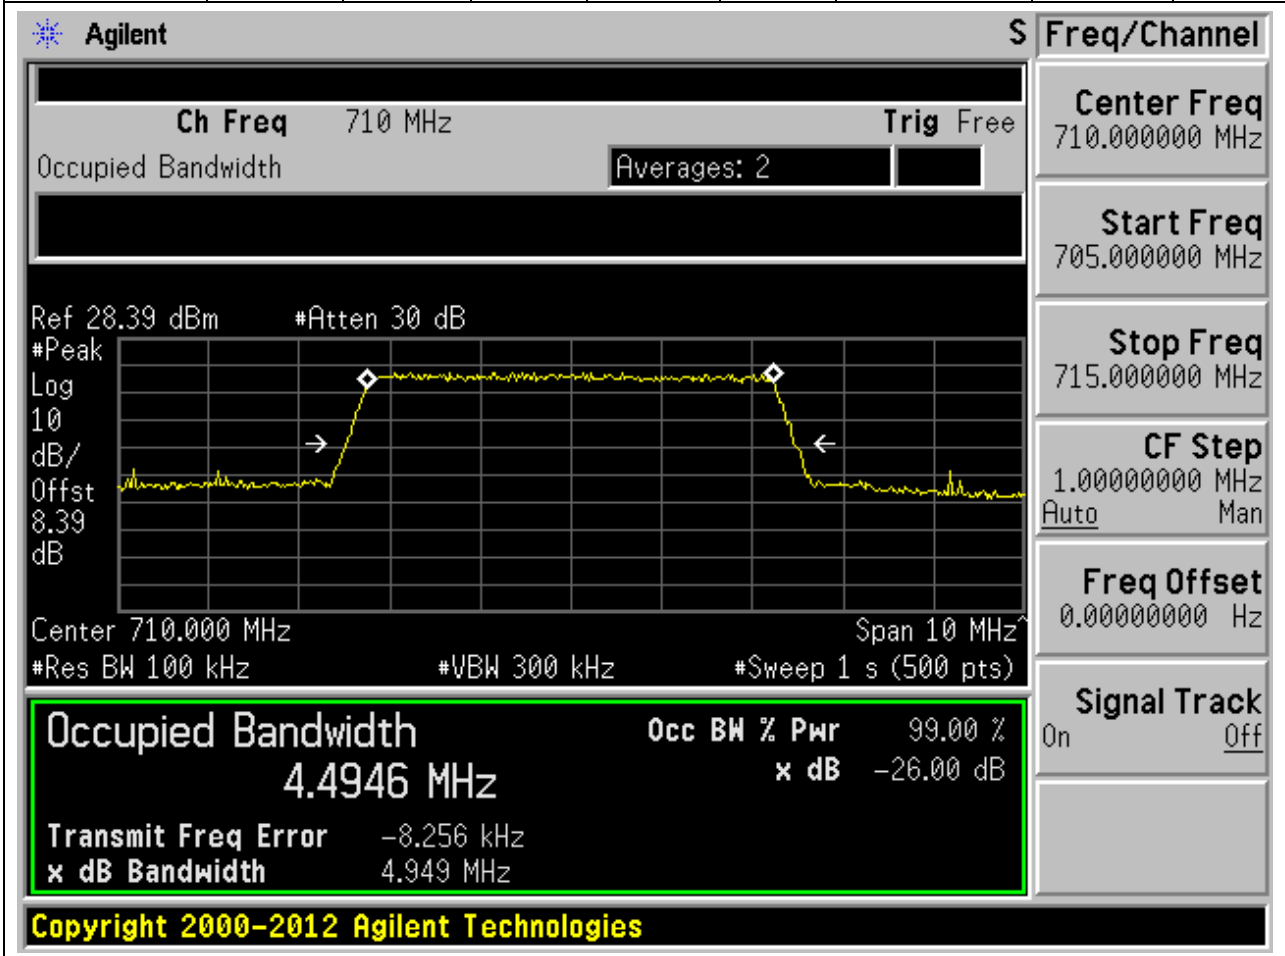 Agilent S
Freq/Channel
Ch Freq 710 MHz Trig Free
Occupied Bandwidth Averages: 2
Center Freq
710.000000 MHz
Start Freq
705.000000 MHz
Stop Freq
715.000000 MHz
CF Step
1.00000000 MHz
Auto Man
Freq Offset
0.00000000 Hz
Signal Track
On Off
Ref 28.39 dBm #Atten 30 dB
#Peak
Log
10
dB/
Offst
8.39
dB
Center 710.000 MHz Span 10 MHz^
#Res BW 100 kHz #VBW 300 kHz #Sweep 1 s (500 pts)
Occupied Bandwidth Occ BW % Pwr 99.00 %
4.4946 MHz x dB -26.00 dB
Transmit Freq Error -8.256 kHz
x dB Bandwidth 4.949 MHz
Copyright 2000-2012 Agilent Technologies